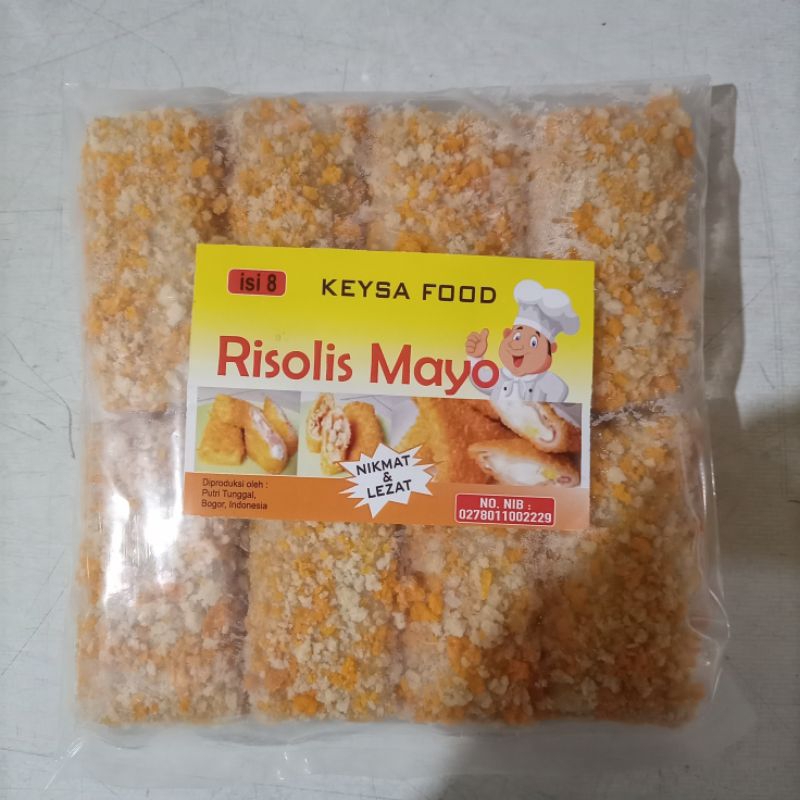 isi 8
KEYSA FOOD
Risolis Mayo
NIKMAT
&
LEZAT
Diproduksi oleh :
Putri Tunggal,
Bogor, Indonesia
NO. NIB :
0278011002229